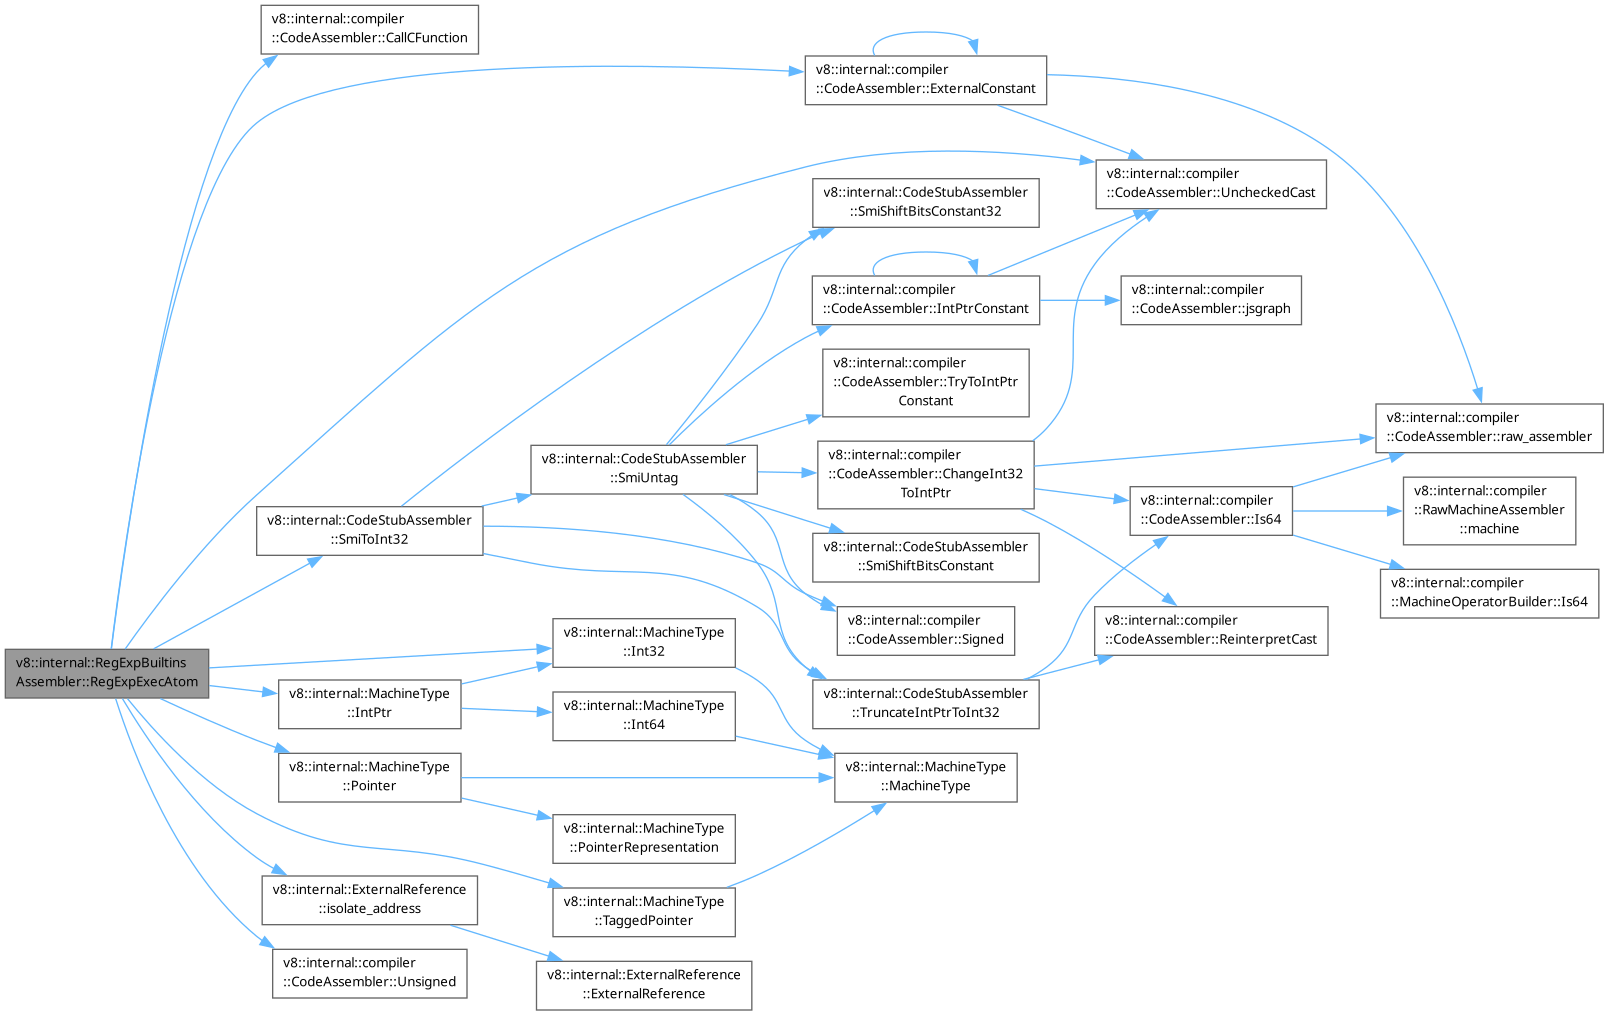 v8::internal::compiler
::CodeAssembler::CallCFunction
v8::internal::compiler
::CodeAssembler::ExternalConstant
v8::internal::compiler
::CodeAssembler::UncheckedCast
v8::internal::CodeStubAssembler
::SmiShiftBitsConstant32
v8::internal::compiler
::CodeAssembler::IntPtrConstant
v8::internal::compiler
::CodeAssembler::jsgraph
v8::internal::compiler
::CodeAssembler::TryToIntPtr
Constant
v8::internal::compiler
::CodeAssembler::raw_assembler
v8::internal::CodeStubAssembler
::SmiUntag
v8::internal::compiler
::CodeAssembler::ChangeInt32
ToIntPtr
v8::internal::compiler
::RawMachineAssembler
::machine
v8::internal::compiler
::CodeAssembler::Is64
v8::internal::CodeStubAssembler
::SmiToInt32
v8::internal::CodeStubAssembler
::SmiShiftBitsConstant
v8::internal::compiler
::MachineOperatorBuilder::Is64
v8::internal::compiler
::CodeAssembler::Signed
v8::internal::compiler
::CodeAssembler::ReinterpretCast
v8::internal::MachineType
::Int32
v8::internal::RegExpBuiltins
Assembler::RegExpExecAtom
v8::internal::MachineType
::IntPtr
v8::internal::CodeStubAssembler
::TruncateIntPtrToInt32
v8::internal::MachineType
::Int64
v8::internal::MachineType
::Pointer
v8::internal::MachineType
::MachineType
v8::internal::MachineType
::PointerRepresentation
v8::internal::ExternalReference
::isolate_address
v8::internal::MachineType
::TaggedPointer
v8::internal::compiler
::CodeAssembler::Unsigned
v8::internal::ExternalReference
::ExternalReference